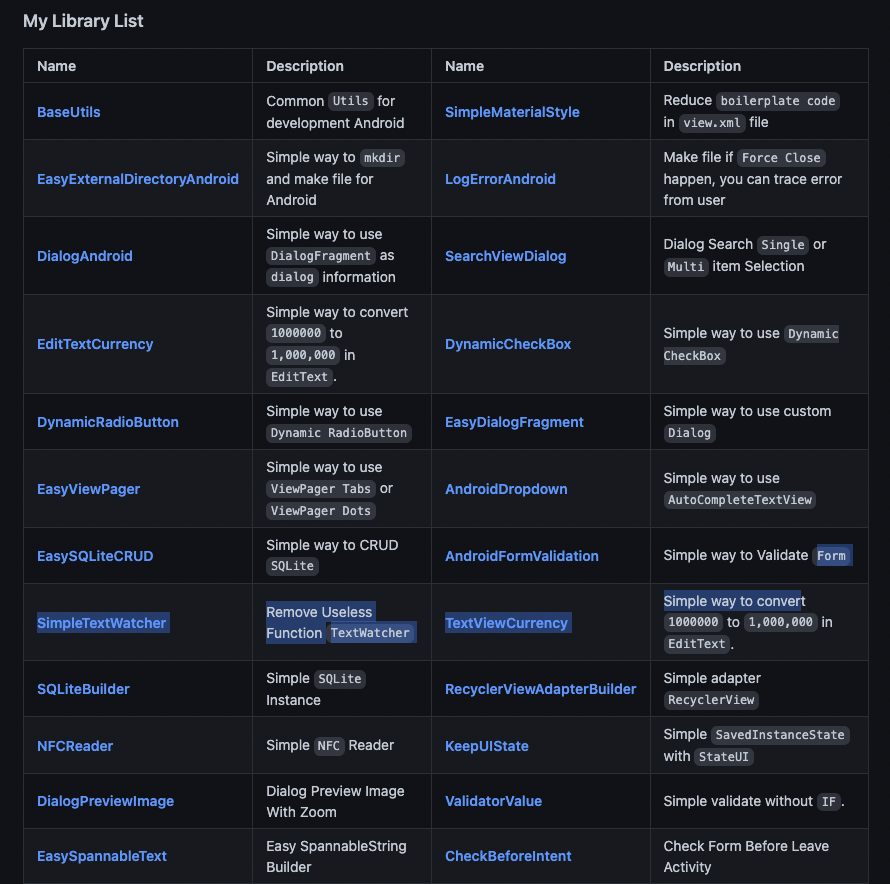 My Library List
Name Description Name Description
BaseUtils
Common Utils for
development Android
SimpleMaterialStyle
Reduce boilerplate code
in view.xml file
EasyExternalDirectoryAndroid
Simple way to mkdir
and make file for
Android
LogErrorAndroid
Make file if Force Close
happen, you can trace error
from user
DialogAndroid
Simple way to use
DialogFragment as
dialog information
SearchViewDialog
Dialog Search Single or
Multi item Selection
EditTextCurrency
Simple way to convert
1000000 to
1,000,000 in
EditText.
DynamicCheckBox
Simple way to use Dynamic
CheckBox
DynamicRadioButton
Simple way to use
Dynamic RadioButton
EasyDialogFragment
Simple way to use custom
Dialog
EasyViewPager
Simple way to use
ViewPager Tabs or
ViewPager Dots
AndroidDropdown
Simple way to use
AutoCompleteTextView
EasySQLiteCRUD
Simple way to CRUD
SQLite
AndroidFormValidation
Simple way to Validate Form
SimpleTextWatcher
Remove Useless
Function TextWatcher
TextViewCurrency
Simple way to convert
1000000 to 1,000,000 in
EditText.
SQLiteBuilder
Simple SQLite
Instance
RecyclerViewAdapterBuilder
Simple adapter
RecyclerView
NFCReader
Simple NFC Reader
KeepUIState
Simple SavedInstanceState
with StateUI
DialogPreviewImage
Dialog Preview Image
With Zoom
ValidatorValue
Simple validate without IF.
EasySpannableText
Easy SpannableString
Builder
CheckBeforeIntent
Check Form Before Leave
Activity